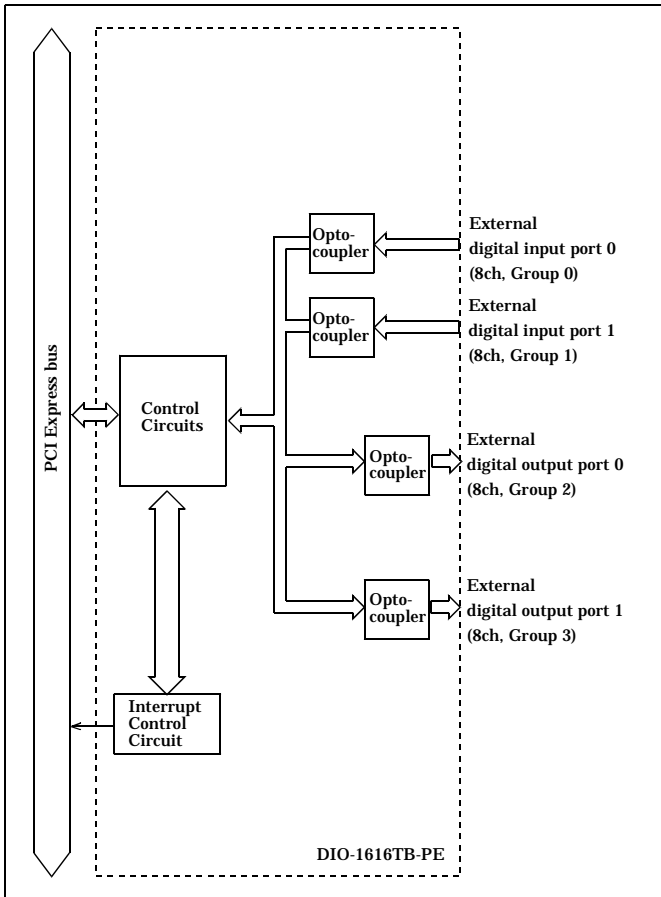 Opto-
coupler
External
digital input port 0
(8ch, Group 0)
Opto-
coupler
External
digital input port 1
(8ch, Group 1)
PCI Express bus
Control
Circuits
Opto-
coupler
External
digital output port 0
(8ch, Group 2)
Opto-
coupler
External
digital output port 1
(8ch, Group 3)
Interrupt
Control
Circuit
DIO-1616TB-PE